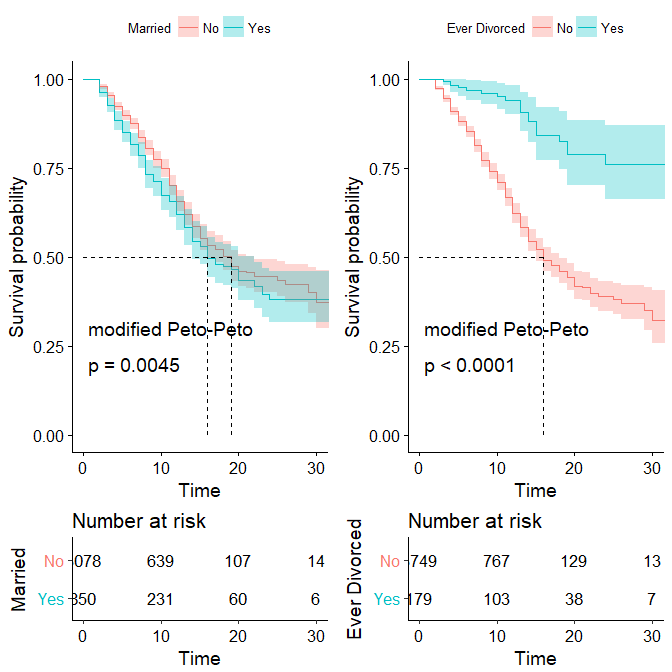 Married No Yes
1.00
0.75
0.50
0.25
0.00
Survival probability
modified Peto-Peto
p = 0.0045
0 10 20 30
Time
Number at risk
Married
No 078 639 107 14
Yes 350 231 60 6
0 10 20 30
Time
Ever Divorced No Yes
1.00
0.75
0.50
0.25
0.00
Survival probability
modified Peto-Peto
p < 0.0001
0 10 20 30
Time
Number at risk
Ever Divorced
No 749 767 129 13
Yes 179 103 38 7
0 10 20 30
Time